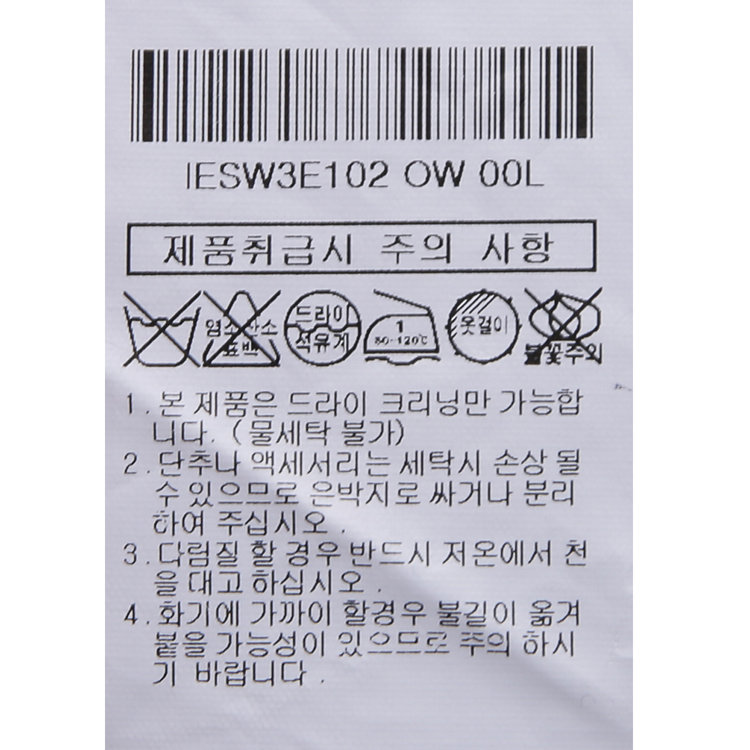 IESW3E102 OW 00L
제품취급시 주의 사항
염소산소 표백
드라이 석유계
1 80~120℃
옷걸이
불꽃주의
1. 본 제품은 드라이 크리닝만 가능합
니다. (물세탁 불가)
2. 단추나 액세서리는 세탁시 손상 될
수 있으므로 은박지로 싸거나 분리
하여 주십시오.
3. 다림질 할 경우 반드시 저온에서 천
을 대고 하십시오.
4. 화기에 가까이 할경우 불길이 옮겨
붙을 가능성이 있으므로 주의 하시
기 바랍니다.